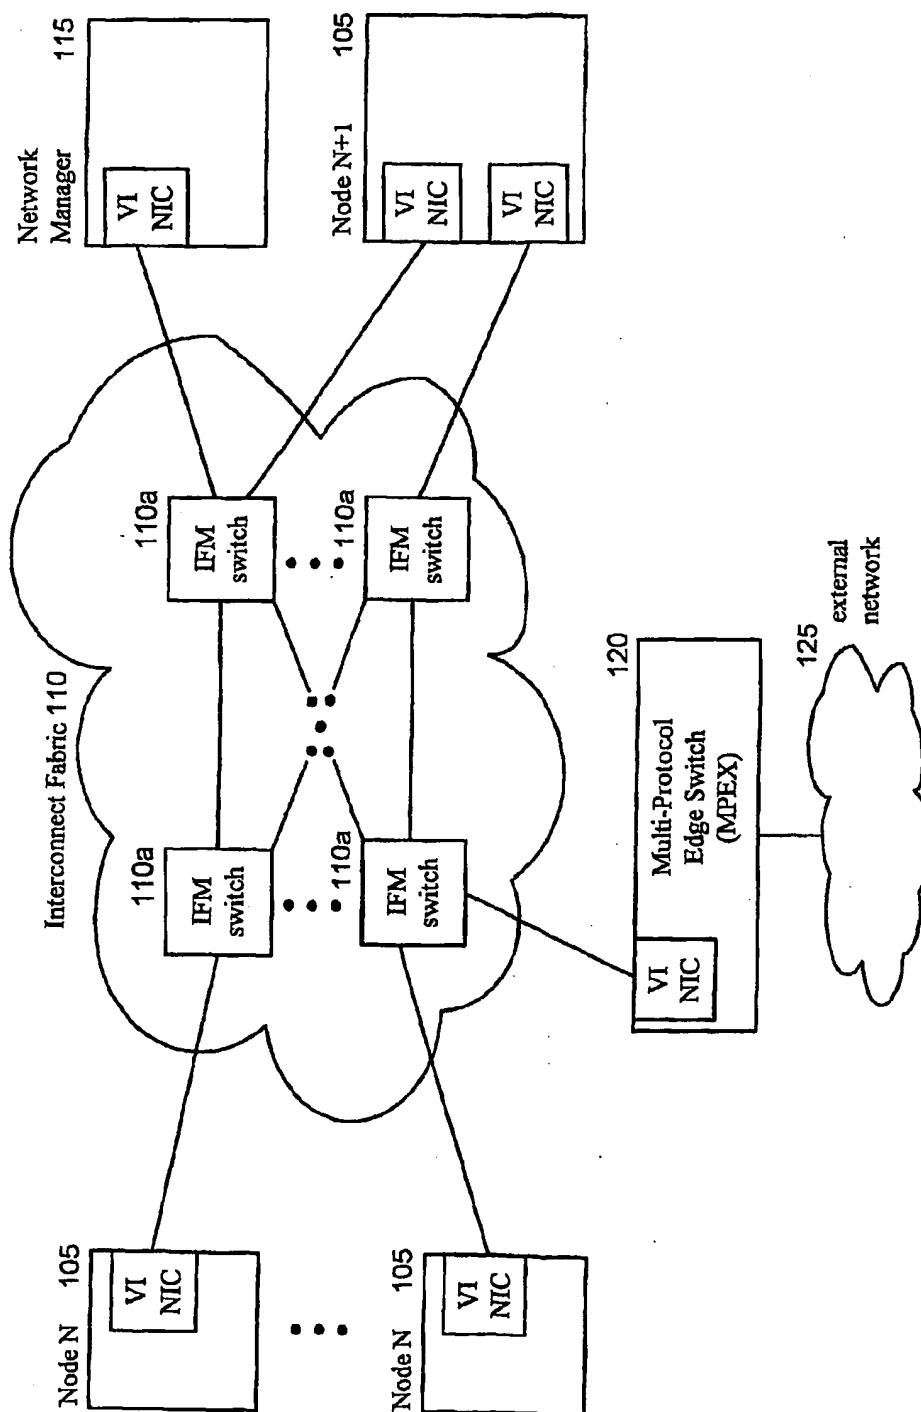 Interconnect Fabric 110
Node N 105
VI
NIC
Node N 105
VI
NIC
110a
IFM
switch
110a
IFM
switch
110a
IFM
switch
110a
IFM
switch
Network
Manager 115
VI
NIC
Node N+1 105
VI
NIC
VI
NIC
120
VI
NIC
Multi-Protocol
Edge Switch
(MPEX)
125
external
network